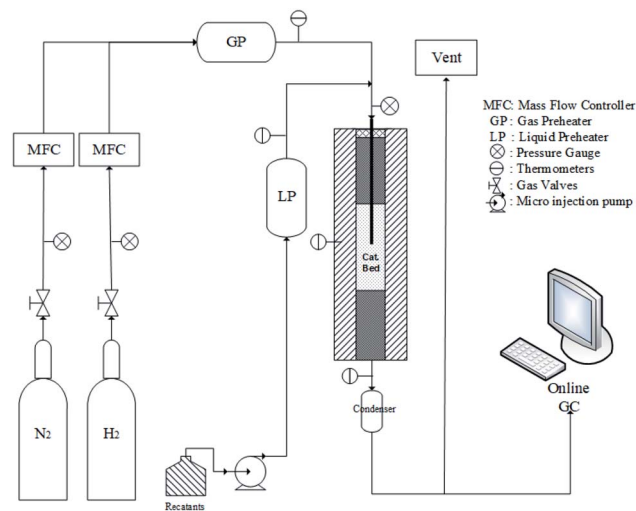 GP
Vent
MFC: Mass Flow Controller
GP : Gas Preheater
LP : Liquid Preheater
: Pressure Gauge
: Thermometers
: Gas Valves
: Micro injection pump
MFC
MFC
LP
Cat.
Bed
Online
GC
Condenser
N2
H2
Recatants